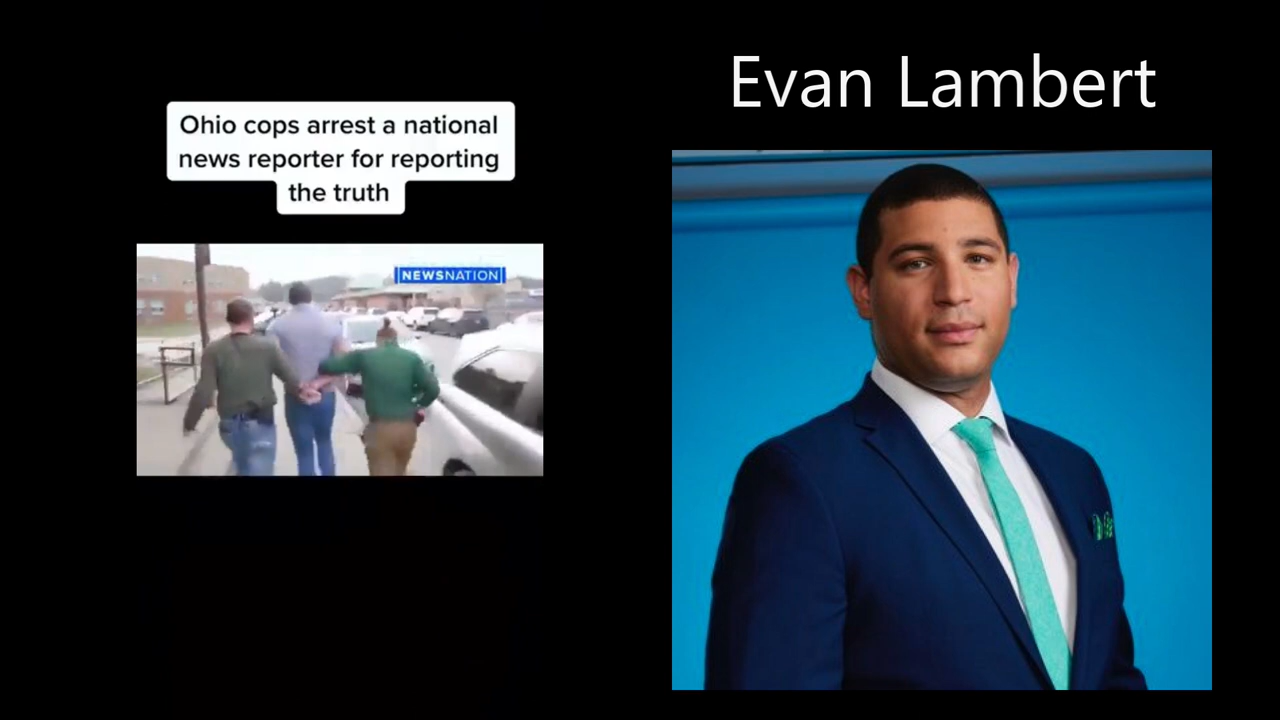 Ohio cops arrest a national
news reporter for reporting
the truth
NEWSNATION
Evan Lambert